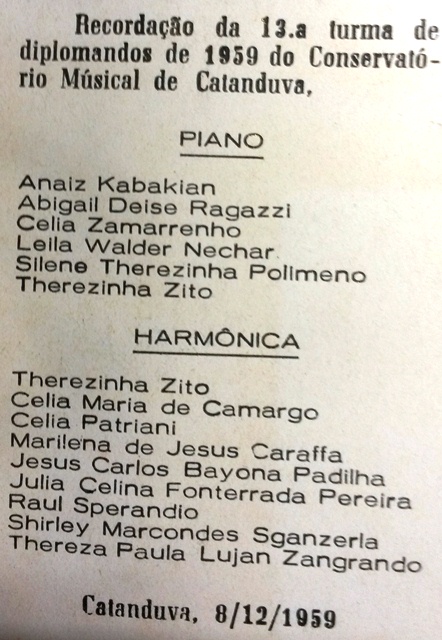 Recordação da 13.a turma de
diplomandos de 1959 do Conservató-
rio Músical de Catanduva,
PIANO
Anaiz Kabakian
Abigail Deise Ragazzi
Celia Zamarrenho
Leila Walder Nechar
Silene Therezinha Polimeno
Therezinha Zito
HARMÔNICA
Therezinha Zito
Celia Maria de Camargo
Celia Patriani
Marilena de Jesus Caraffa
Jesus Carlos Bayona Padilha
Julia Celina Fonterrada Pereira
Raul Sperandio
Shirley Marcondes Sganzerla
Thereza Paula Lujan Zangrando
Catanduva, 8/12/1959